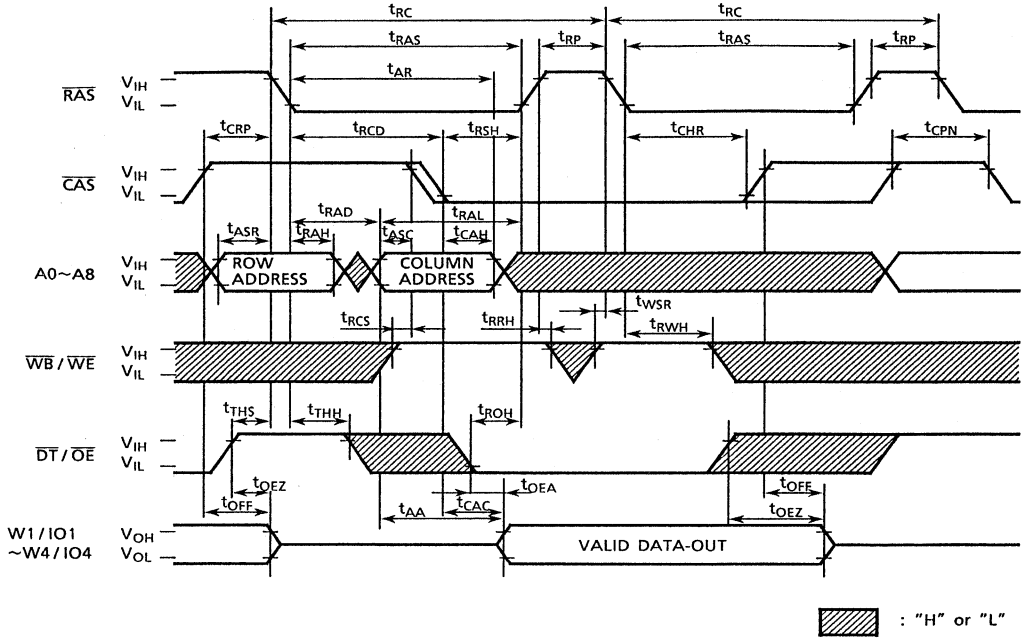 tRC tRC
tRAS tRP tRAS tRP
tAR
RAS VIH
VIL
tCRP tRCD tRSH tCHR tCPN
CAS VIH
VIL
tRAD tRAL
tASR tRAH tASC tCAH
A0~A8 VIH
VIL
ROW ADDRESS
COLUMN ADDRESS
tWSR
tRCS tRRH tRWH
WB / WE VIH
VIL
tTHS tTHH tROH
DT / OE VIH
VIL
tOEZ tOEA tOFF
tOFF tCAC tOEZ
tAA
W1/IO1
~W4/IO4
VOH
VOL
VALID DATA-OUT
: "H" or "L"